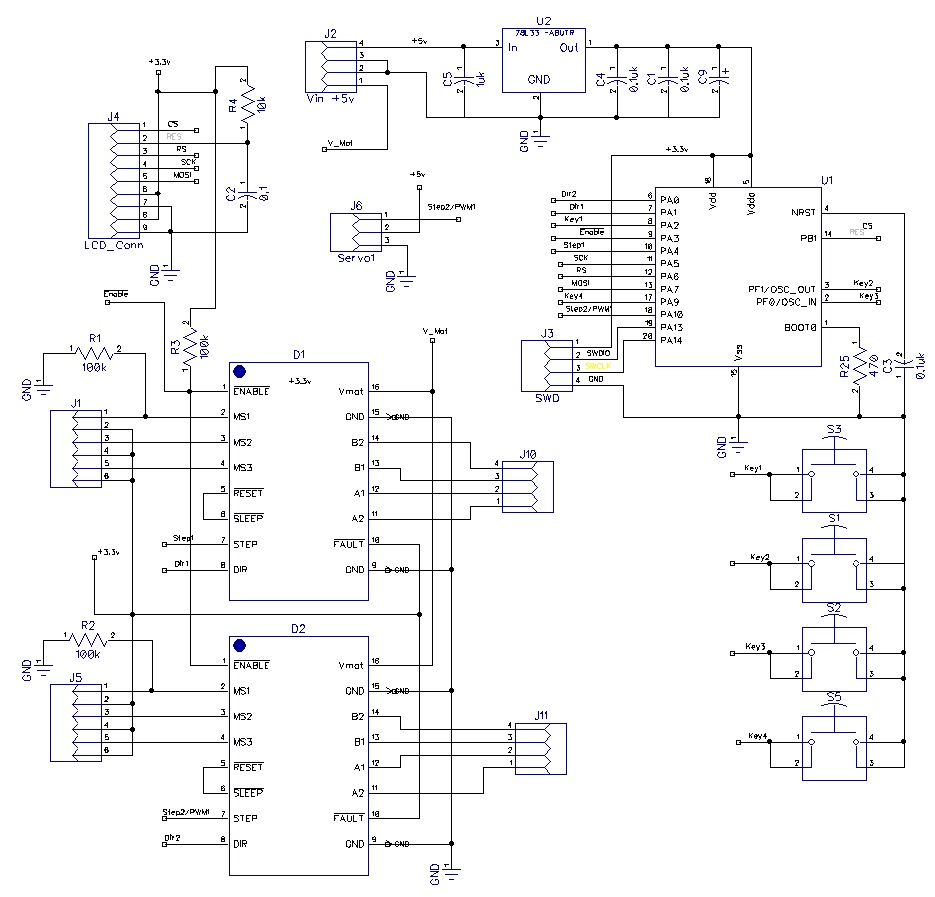 U2
78L33 -ABUTR
J2
+5v
3 In Out 1
GND
2
4
3
2
1
Vin +5v
C5
1uk
C4
0.1uk
C1
0.1uk
C9
+
GND
V_Mot
+3.3v
R4
10k
J4
1 CS
2 RES
3 RS
4 SCK
5 MOSI
6
7
8
9
LCD_Conn
C2
0.1
GND
+5v
J6
1 Step2/PWM1
2
3
Servo1
GND
+3.3v
U1
16 Vdd
5 Vdda
Dir2 6 PA0
Dir1 7 PA1
Key1 8 PA2
Enable 9 PA3
Step1 10 PA4
SCK 11 PA5
RS 12 PA6
MOSI 13 PA7
Key4 17 PA9
Step2/PWM1 18 PA10
19 PA13
20 PA14
NRST 4
PB1 14 RES CS
PF1/OSC_OUT 3 Key2
PF0/OSC_IN 2 Key3
BOOT0 1
Vss
15
J3
1
2 SWDIO
3 SWCLK
4 GND
SWD
R25
470
C3
0.1uk
GND
Enable
R3
100k
R1
100k
GND
D1
+3.3v
V_Mot
1 ENABLE Vmot 16
2 MS1 GND 15 GND
3 MS2 B2 14
4 MS3 B1 13
5 RESET A1 12
6 SLEEP A2 11
Step1 7 STEP FAULT 10
Dir1 8 DIR GND 9 GND
J1
1
2
3
4
5
6
J10
4
3
2
1
+3.3v
R2
100k
GND
D2
1 ENABLE Vmot 16
2 MS1 GND 15 GND
3 MS2 B2 14
4 MS3 B1 13
5 RESET A1 12
6 SLEEP A2 11
Step2/PWM1 7 STEP FAULT 10
Dir2 8 DIR GND 9 GND
J5
1
2
3
4
5
6
J11
4
3
2
1
GND
S3
Key1 1 4
2 3
S1
Key2 1 4
2 3
S2
Key3 1 4
2 3
S5
Key4 1 4
2 3